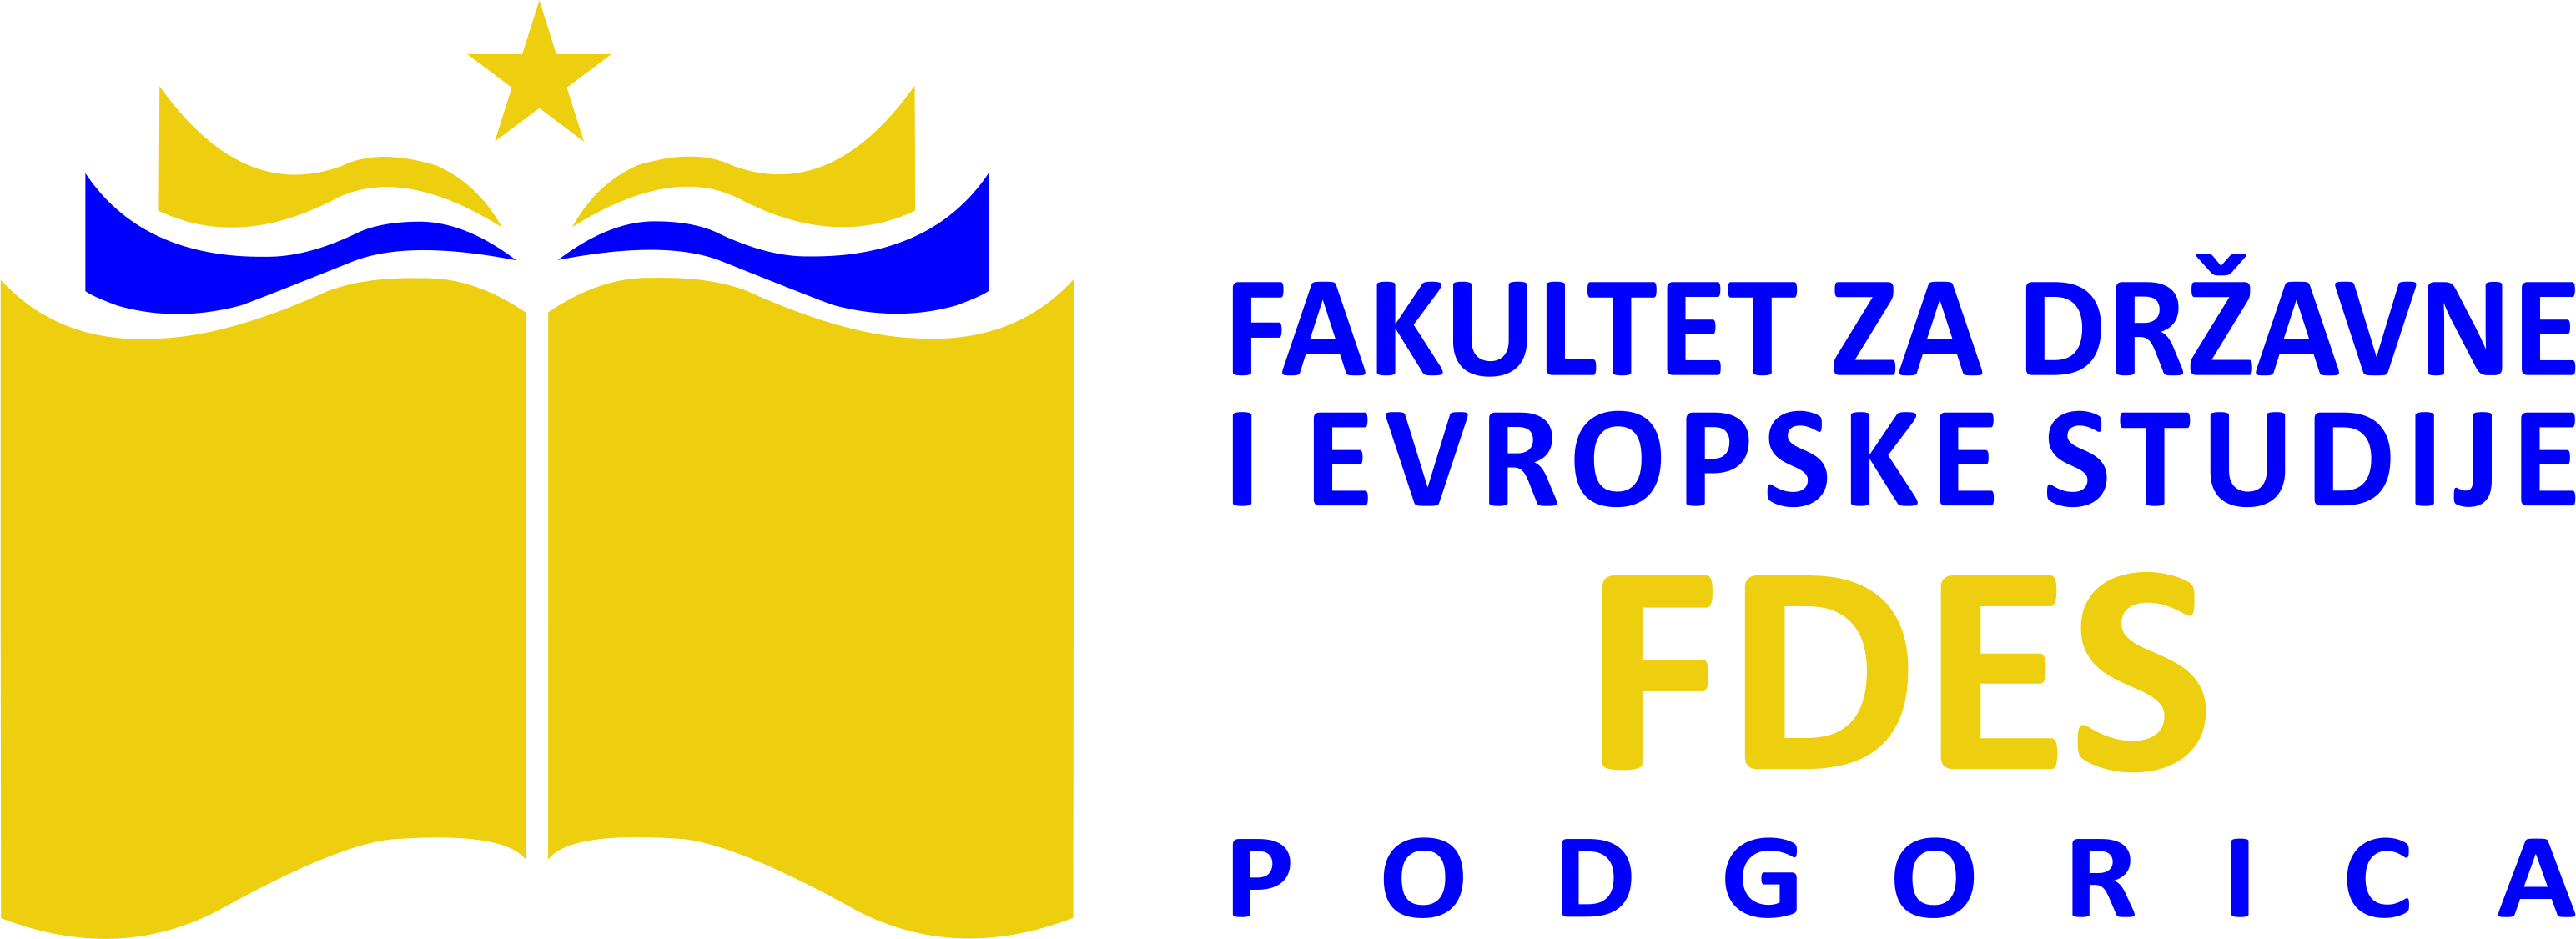 FAKULTET ZA DRŽAVNE
I EVROPSKE STUDIJE
FDES
PODGORICA